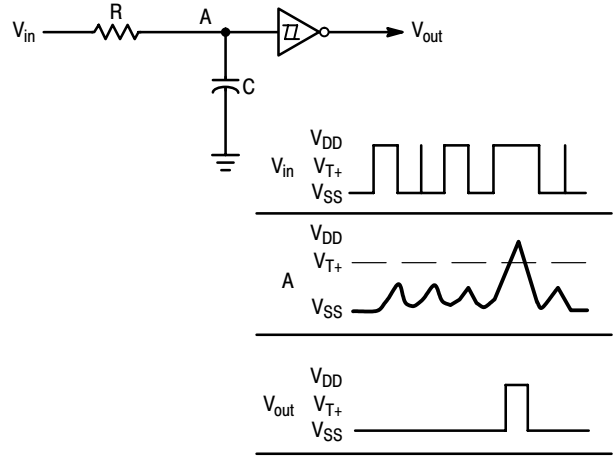 R
A
V_in
V_out
C
V_DD
V_in V_T+
V_SS
V_DD
V_T+
A
V_SS
V_DD
V_out V_T+
V_SS